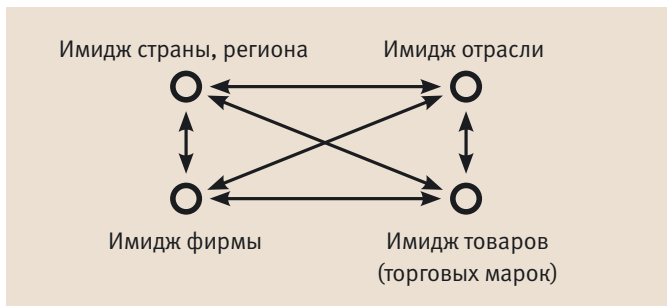 Имидж страны, региона
Имидж отрасли
Имидж фирмы
Имидж товаров
(торговых марок)